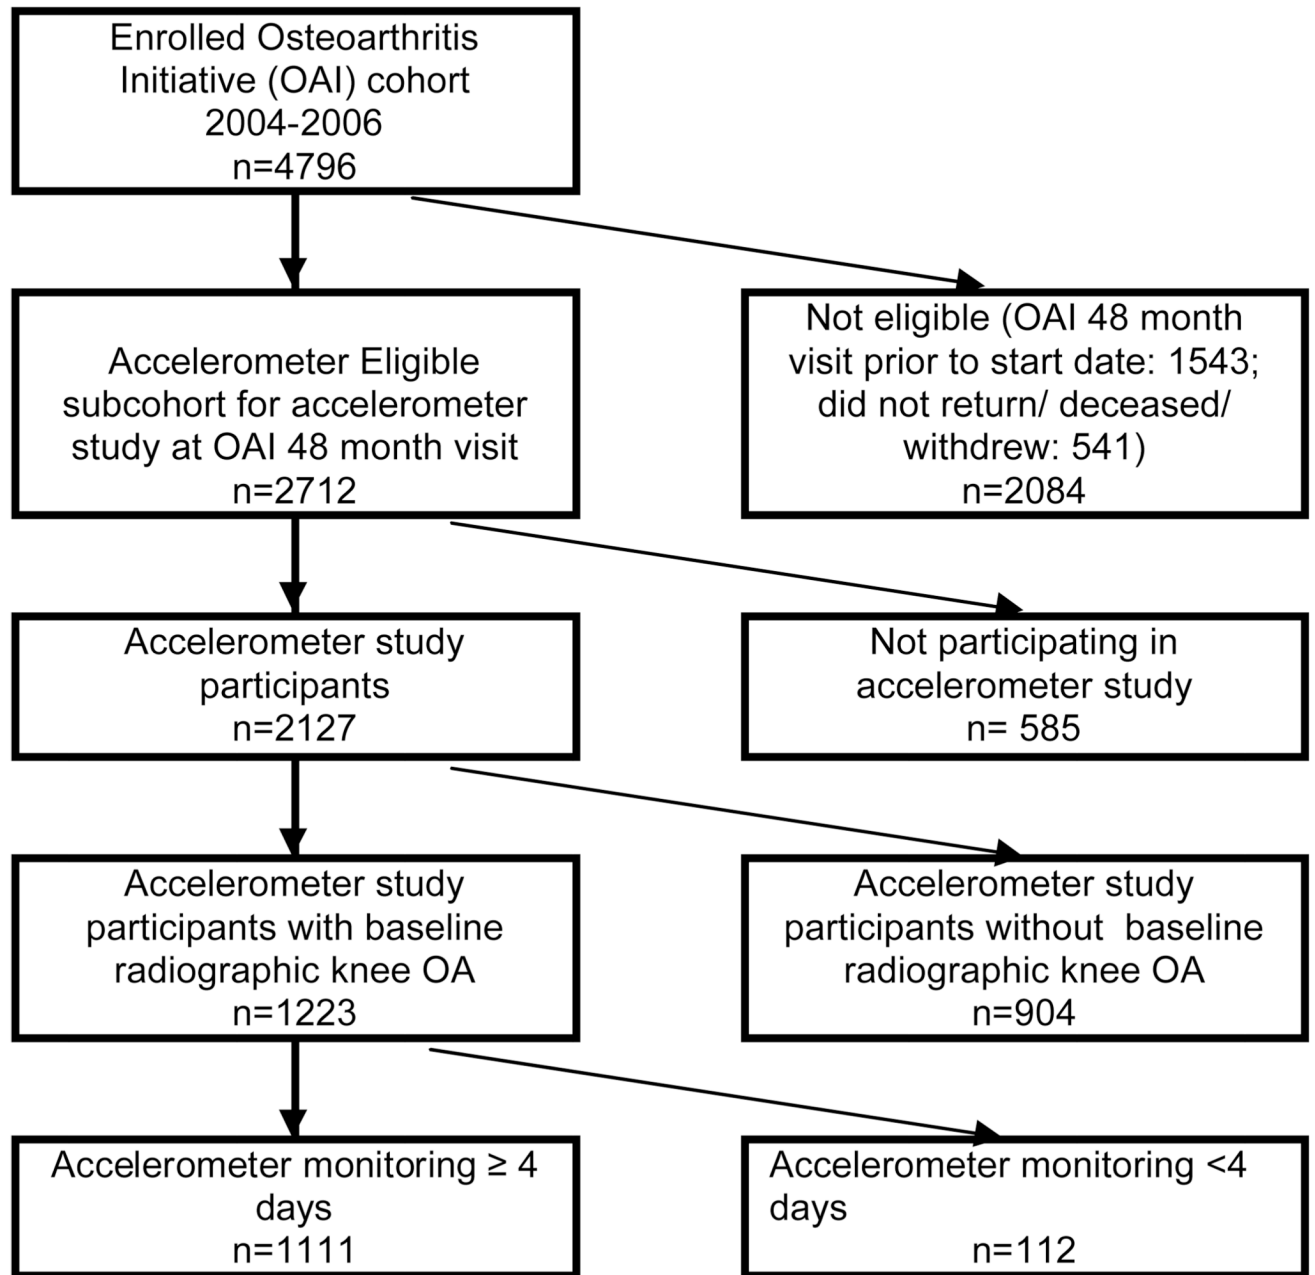 Enrolled Osteoarthritis
Initiative (OAI) cohort
2004-2006
n=4796
Accelerometer Eligible
subcohort for accelerometer
study at OAI 48 month visit
n=2712
Not eligible (OAI 48 month
visit prior to start date: 1543;
did not return/ deceased/
withdrew: 541)
n=2084
Accelerometer study
participants
n=2127
Not participating in
accelerometer study
n= 585
Accelerometer study
participants with baseline
radiographic knee OA
n=1223
Accelerometer study
participants without  baseline
radiographic knee OA
n=904
Accelerometer monitoring ≥ 4
days
n=1111
Accelerometer monitoring <4
days
n=112